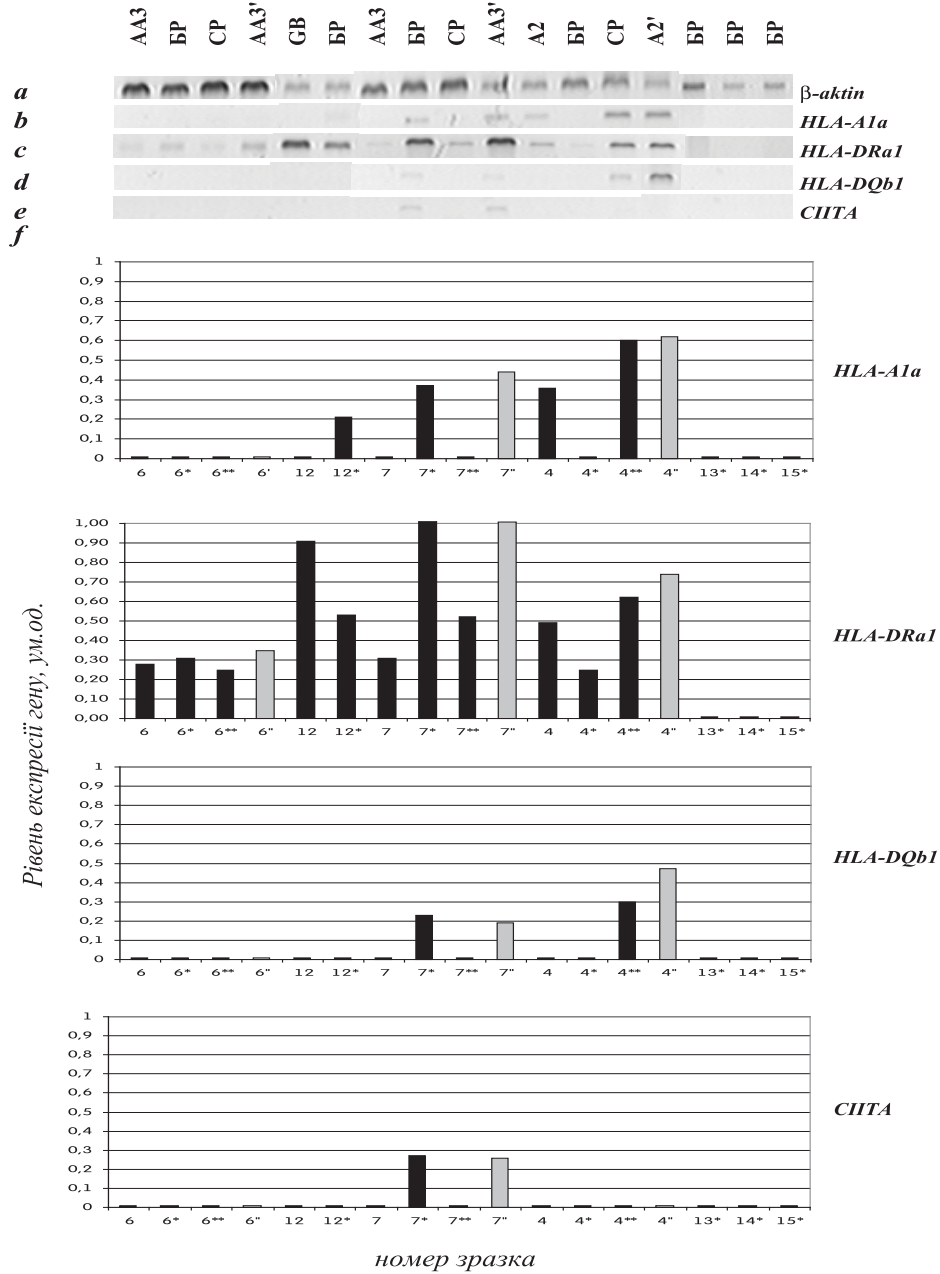 АА3 БР СР АА3' GB БР АА3 БР СР АА3' А2 БР СР А2' БР БР БР
a β-aktin
b HLA-A1a
c HLA-DRa1
d HLA-DQb1
e CIITA
f
1
0,9
0,8
0,7
0,6
0,5
0,4
0,3
0,2
0,1
0
6 6* 6** 6' 12 12* 7 7* 7** 7" 4 4* 4** 4" 13* 14* 15*
HLA-A1a
Рівень експресії гену, ум.од.
1,00
0,90
0,80
0,70
0,60
0,50
0,40
0,30
0,20
0,10
0,00
6 6* 6** 6" 12 12* 7 7* 7** 7" 4 4* 4** 4" 13* 14* 15*
HLA-DRa1
1
0,9
0,8
0,7
0,6
0,5
0,4
0,3
0,2
0,1
0
6 6* 6** 6" 12 12* 7 7* 7** 7" 4 4* 4** 4" 13* 14* 15*
HLA-DQb1
1
0,9
0,8
0,7
0,6
0,5
0,4
0,3
0,2
0,1
0
6 6* 6** 6" 12 12* 7 7* 7** 7" 4 4* 4** 4" 13* 14* 15*
CIITA
номер зразка